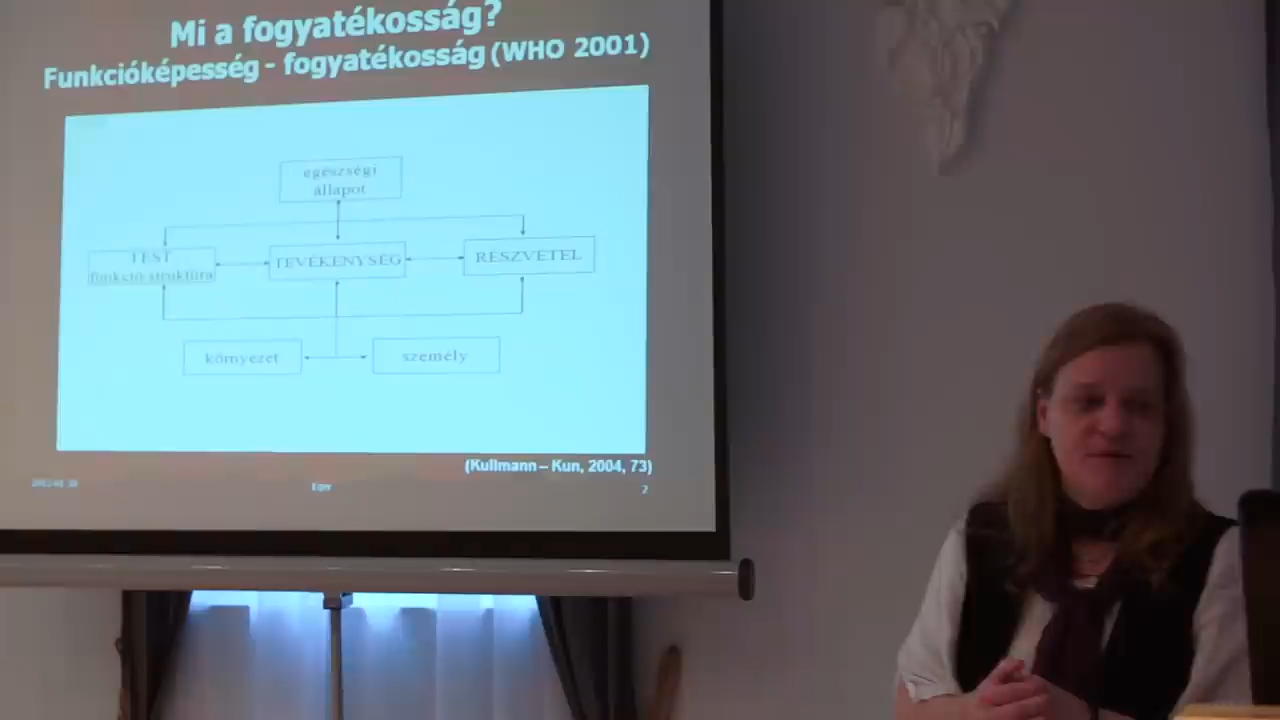 Mi a fogyatékosság?
Funkcióképesség - fogyatékosság (WHO 2001)
egészségi
állapot
TEST
funkció struktúra
TEVÉKENYSÉG
RÉSZVÉTEL
környezet
személy
(Kullmann – Kun, 2004, 73)
2